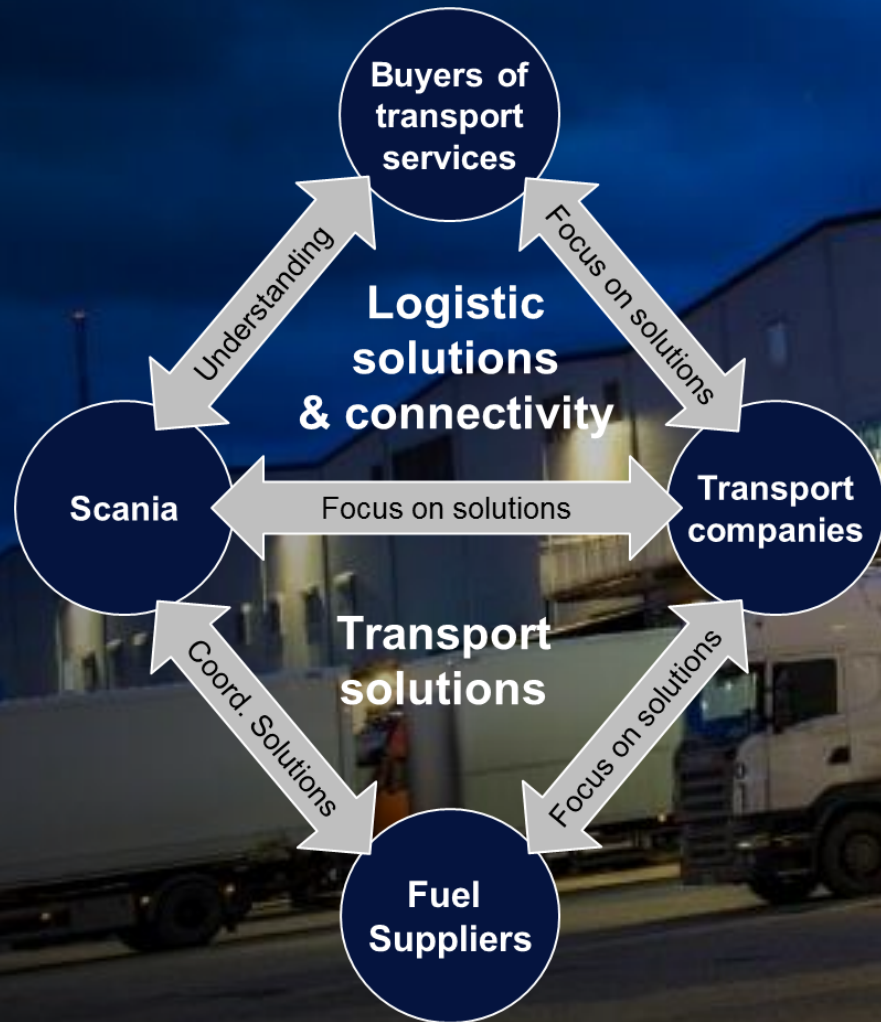 Buyers of
transport
services
Understanding
Focus on solutions
Logistic
solutions
& connectivity
Scania
Focus on solutions
Transport
companies
Transport
solutions
Coord. Solutions
Focus on solutions
Fuel
Suppliers